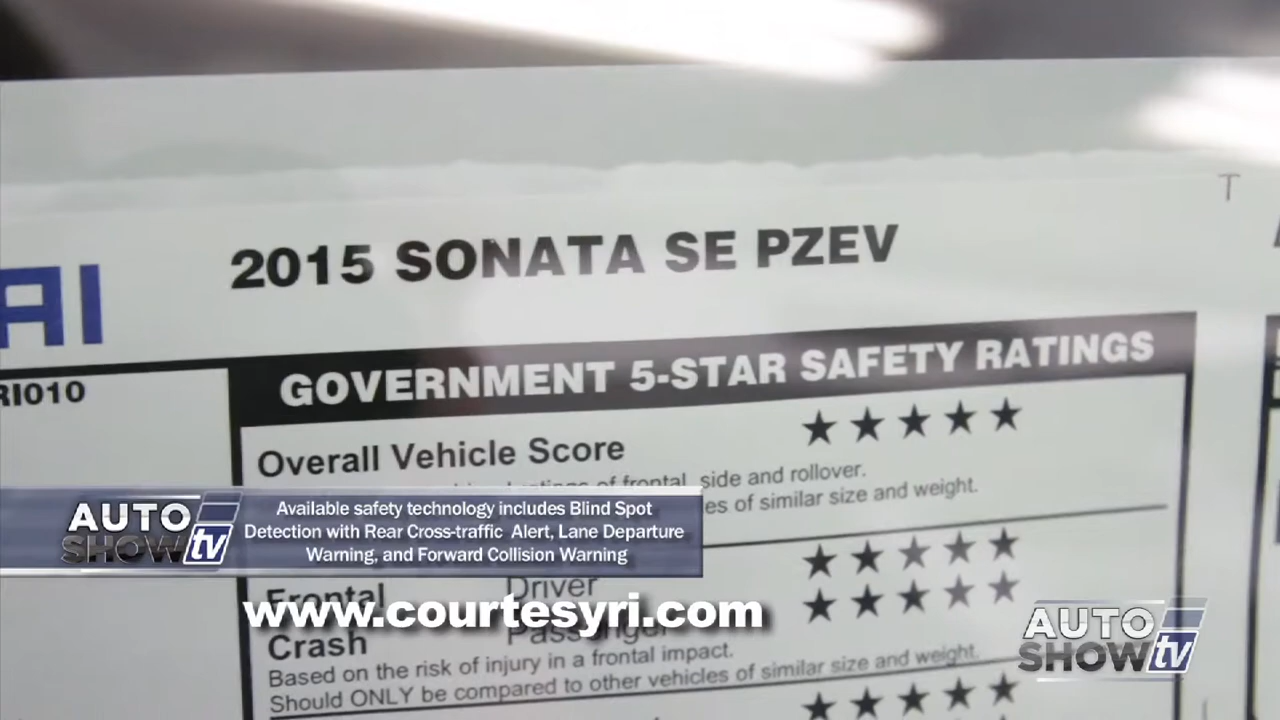 T
2015 SONATA SE PZEV
AI
RI010
GOVERNMENT 5-STAR SAFETY RATINGS
Overall Vehicle Score ★★★★★
of frontal, side and rollover.
of similar size and weight.
AUTO SHOW tv
Available safety technology includes Blind Spot
Detection with Rear Cross-traffic Alert, Lane Departure
Warning, and Forward Collision Warning
Frontal Driver ★★★★★
Crash Passenger ★★★★★
www.courtesyri.com
Based on the risk of injury in a frontal impact.
Should ONLY be compared to other vehicles of similar size and weight.
★★★★★
AUTO SHOW tv